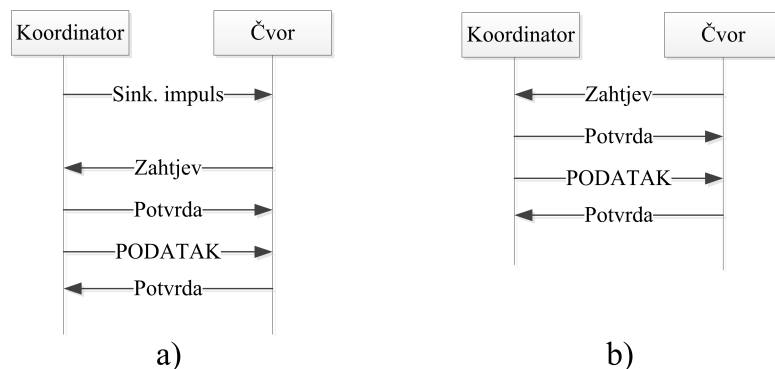 Koordinator
Čvor
Sink. impuls
Zahtjev
Potvrda
PODATAK
Potvrda
a)
Koordinator
Čvor
Zahtjev
Potvrda
PODATAK
Potvrda
b)